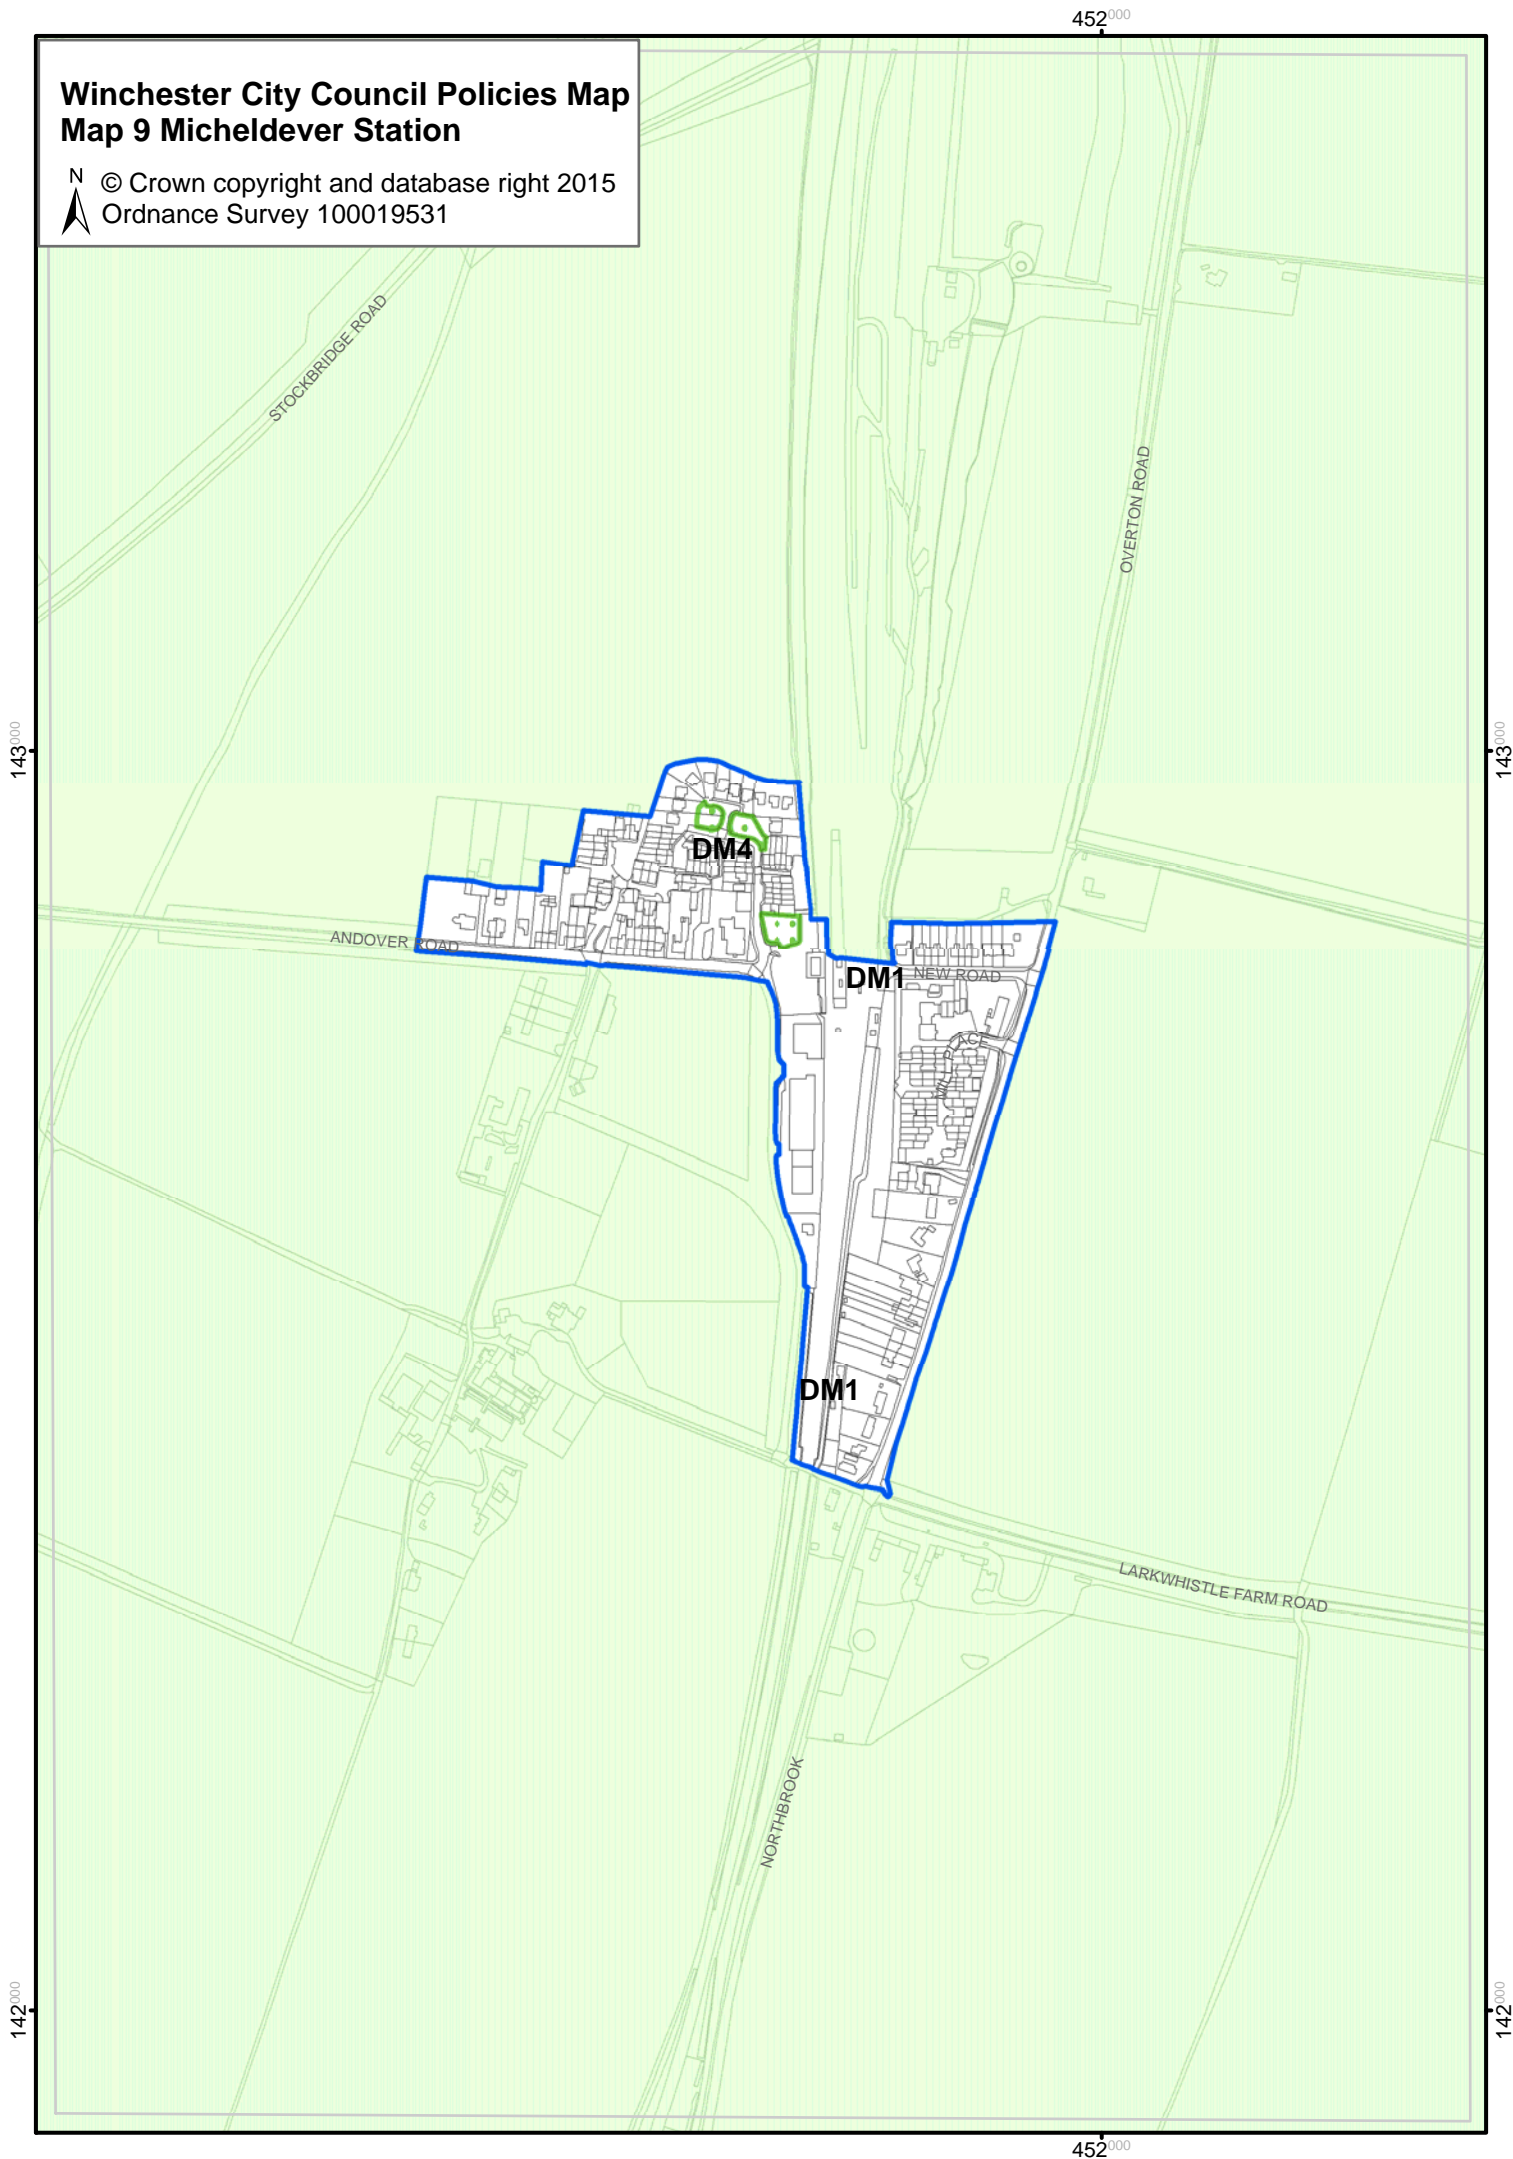 452000
Winchester City Council Policies Map
Map 9 Micheldever Station
N
© Crown copyright and database right 2015
Ordnance Survey 100019531
STOCKBRIDGE ROAD
OVERTON ROAD
143000
143000
DM4
ANDOVER ROAD
DM1
NEW ROAD
MILL PLACE
DM1
LARKWHISTLE FARM ROAD
NORTHBROOK
142000
142000
452000